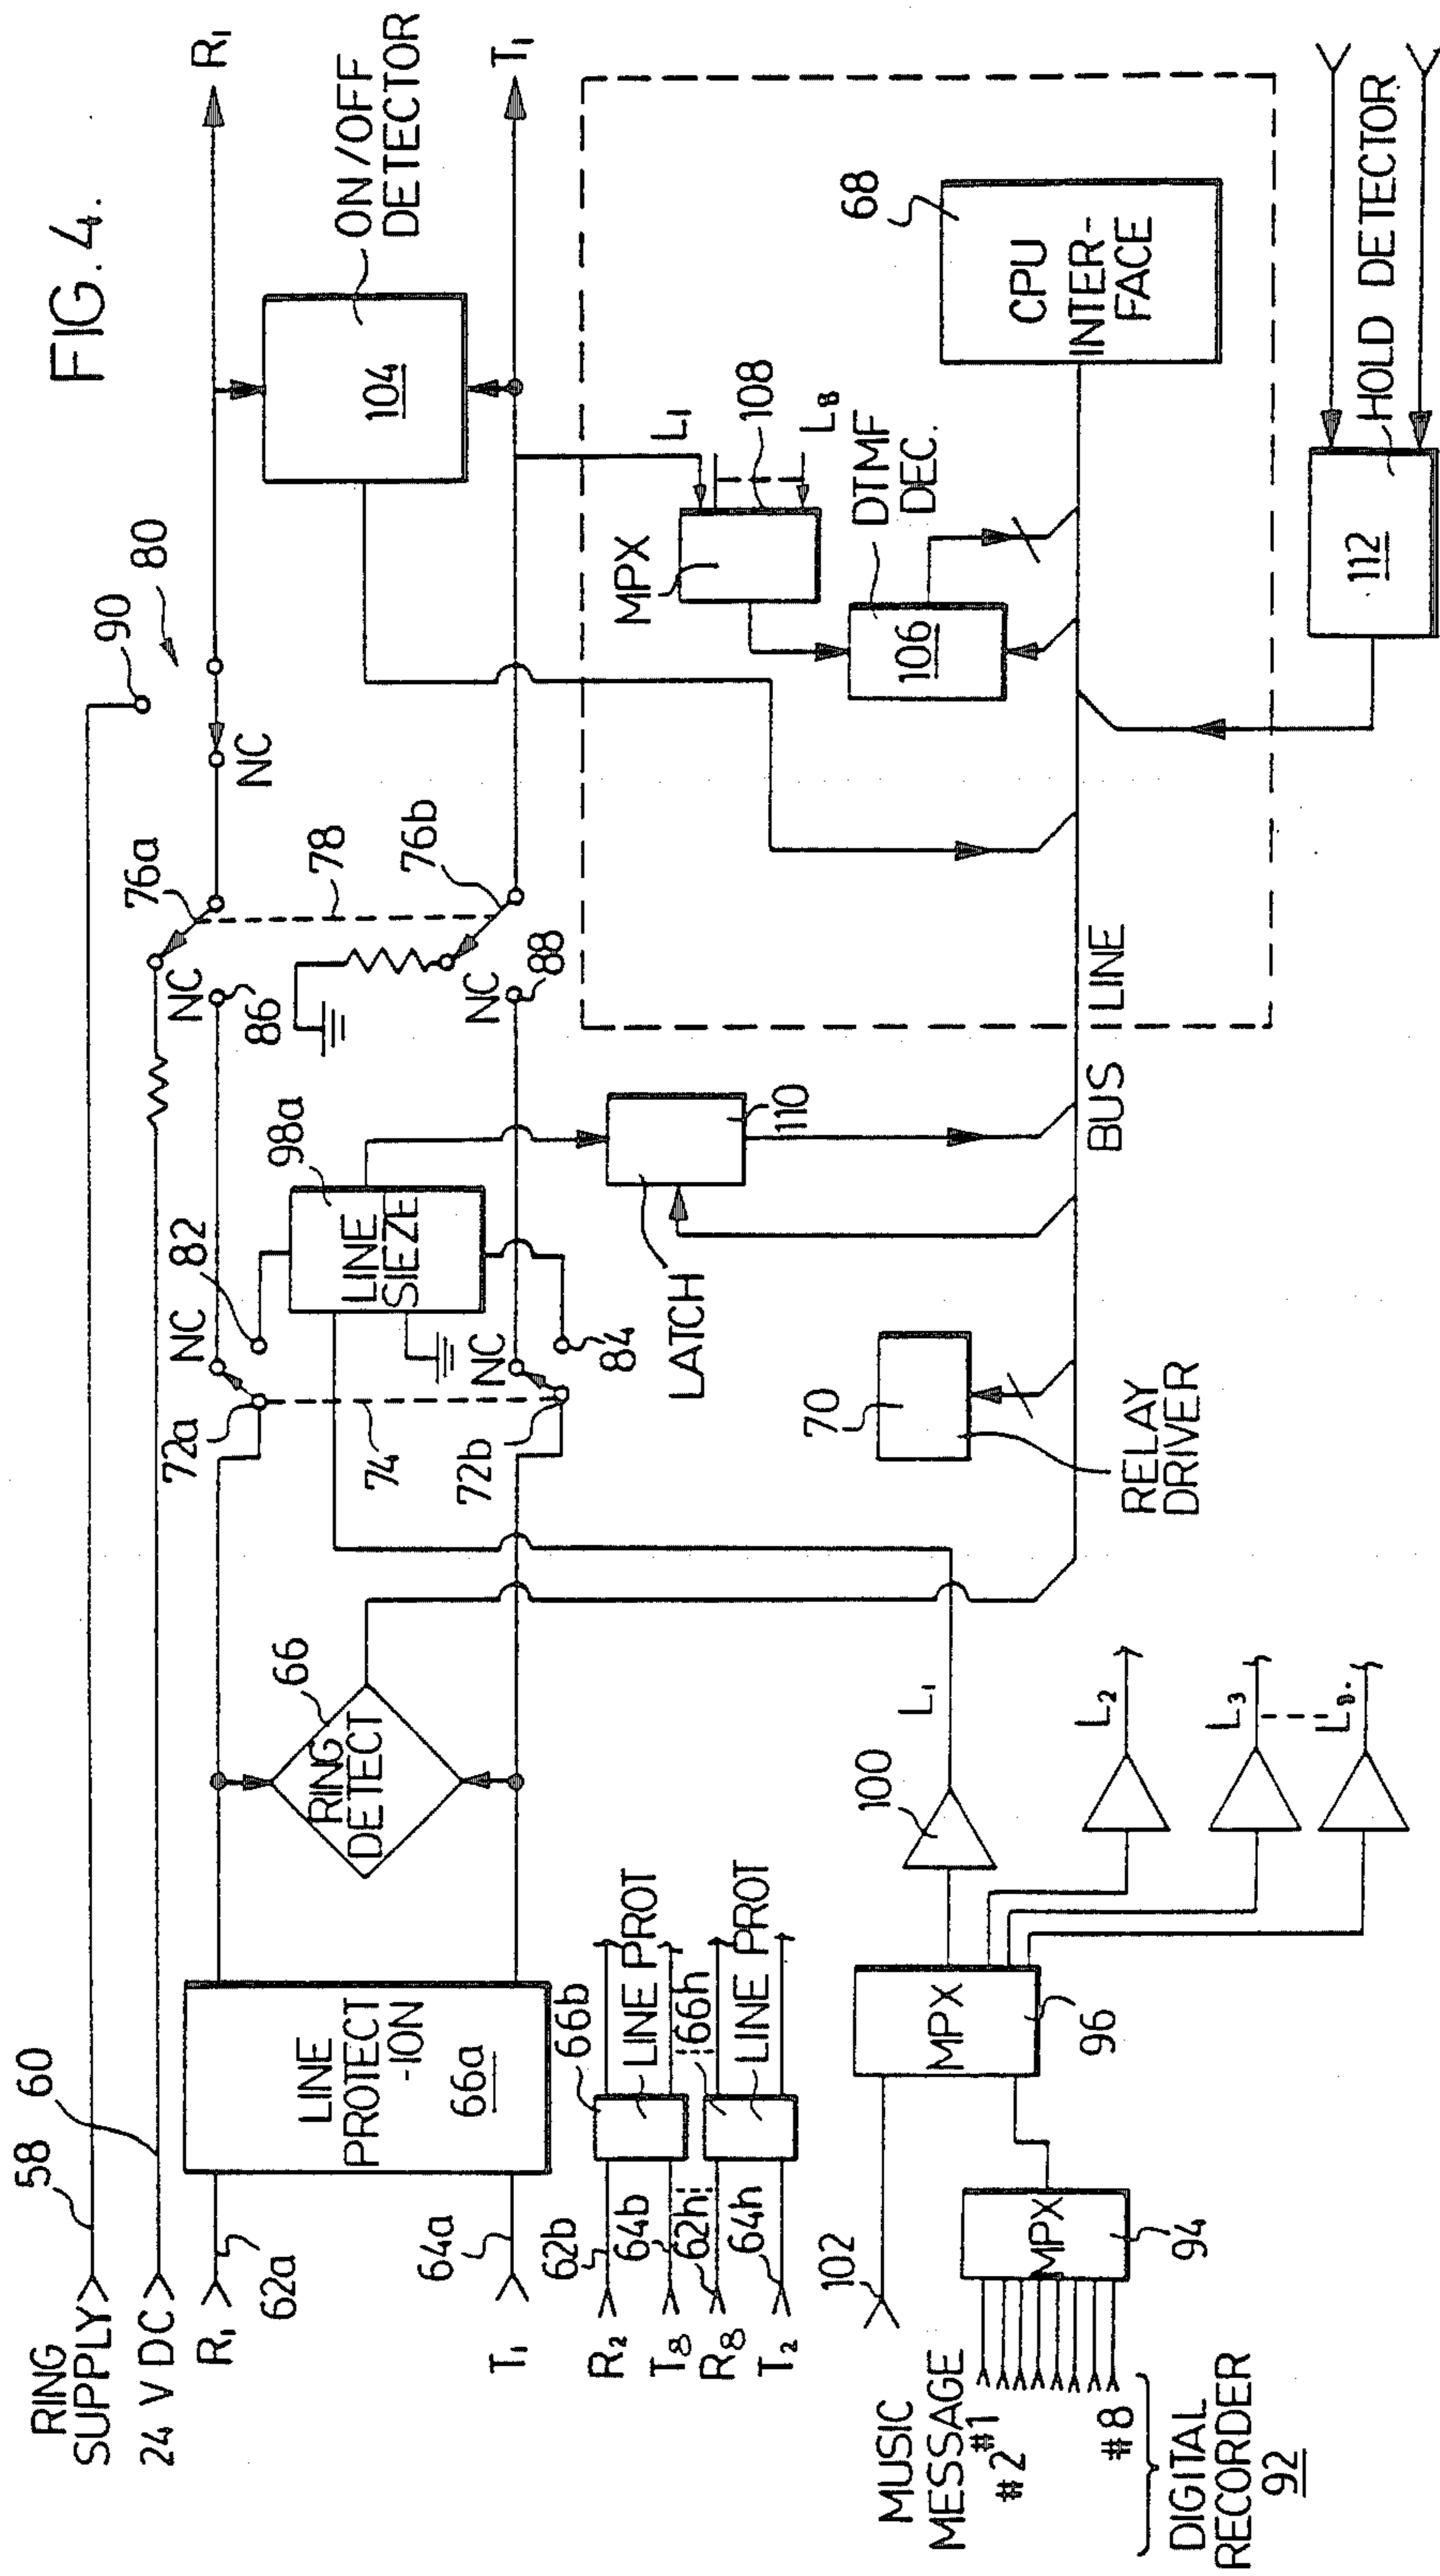 FIG. 4.
RING
SUPPLY
58
24 V DC
60
R1
62a
T1
64a
LINE
PROTECT
-ION
66a
RING
DETECT
66
72a
NC
82
74
72b
NC
84
LINE
SIEZE
98a
NC
86
NC
88
76a
78
76b
NC
90
80
R1
104
ON/OFF
DETECTOR
T1
R2
62b
T8
64b
R8
62h
T2
64h
66b
LINE PROT
66h
LINE PROT
LATCH
110
L1
MPX
108
L8
DTMF
DEC.
106
CPU
INTER-
FACE
68
70
RELAY
DRIVER
BUS LINE
112
HOLD DETECTOR
102
MUSIC
MESSAGE
#1
#2
#8
DIGITAL
RECORDER
92
MPX
94
MPX
96
100
L1
L2
L3
L8.